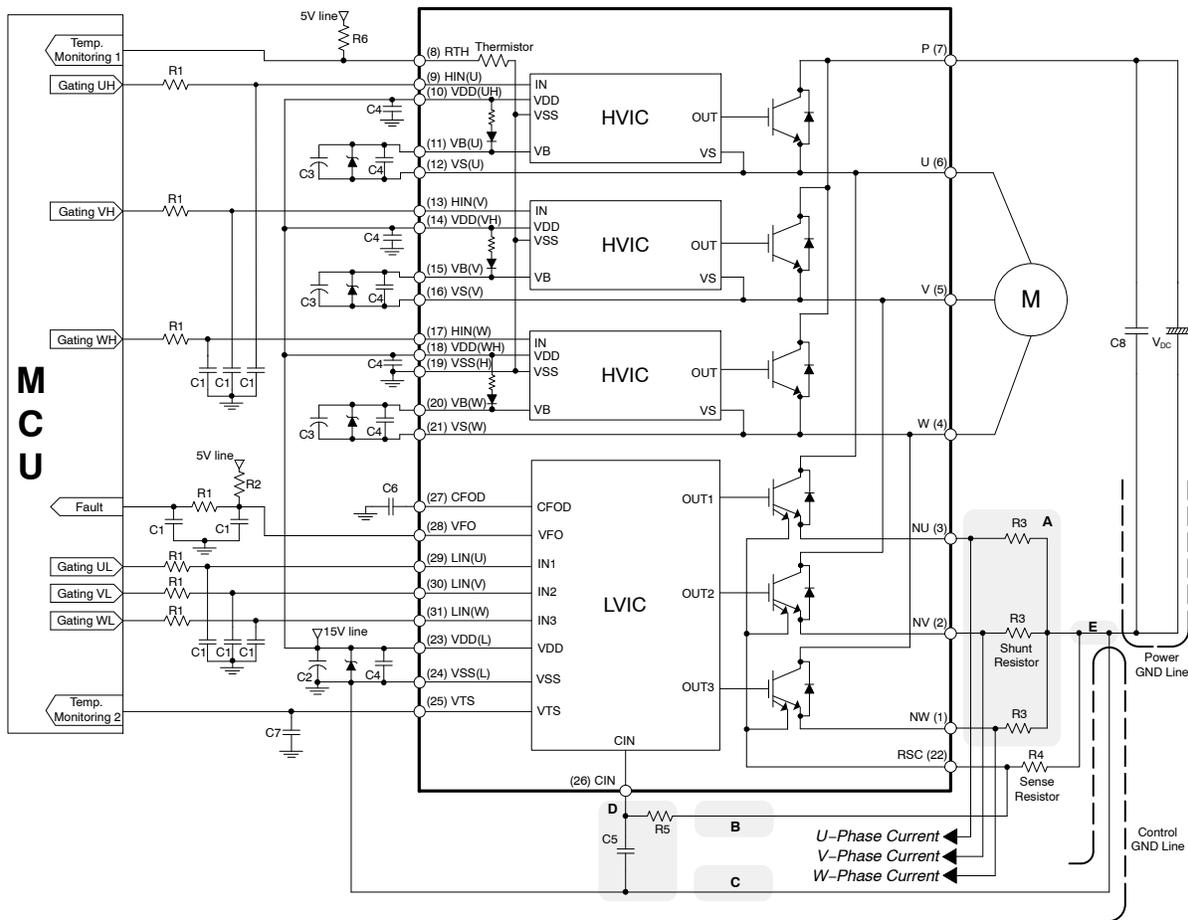 5V line
R6
Temp.
Monitoring 1
(8) RTH
Thermistor
P (7)
Gating UH
R1
(9) HIN(U)
(10) VDD(UH)
C4
IN
VDD
VSS
HVIC
OUT
(11) VB(U)
VB
VS
(12) VS(U)
C3
C4
U (6)
Gating VH
R1
(13) HIN(V)
(14) VDD(VH)
C4
IN
VDD
VSS
HVIC
OUT
(15) VB(V)
VB
VS
(16) VS(V)
C3
C4
V (5)
M
Gating WH
R1
(17) HIN(W)
(18) VDD(WH)
(19) VSS(H)
C4
IN
VDD
VSS
HVIC
OUT
C8
VDC
C1
C1
C1
(20) VB(W)
VB
VS
(21) VS(W)
C3
C4
W (4)
M
C
U
5V line
R2
Fault
R1
C1
C1
C6
(27) CFOD
CFOD
OUT1
(28) VFO
VFO
NU (3)
R3
A
Gating UL
R1
(29) LIN(U)
IN1
Gating VL
R1
(30) LIN(V)
IN2
LVIC
OUT2
Gating WL
R1
(31) LIN(W)
IN3
NV (2)
R3
E
Shunt
Resistor
Power
GND Line
C1
C1
C1
15V line
(23) VDD(L)
VDD
C2
C4
(24) VSS(L)
VSS
OUT3
Temp.
Monitoring 2
(25) VTS
VTS
C7
NW (1)
R3
CIN
RSC (22)
R4
Sense
Resistor
(26) CIN
D
R5
B
C5
C
U-Phase Current
V-Phase Current
W-Phase Current
Control
GND Line